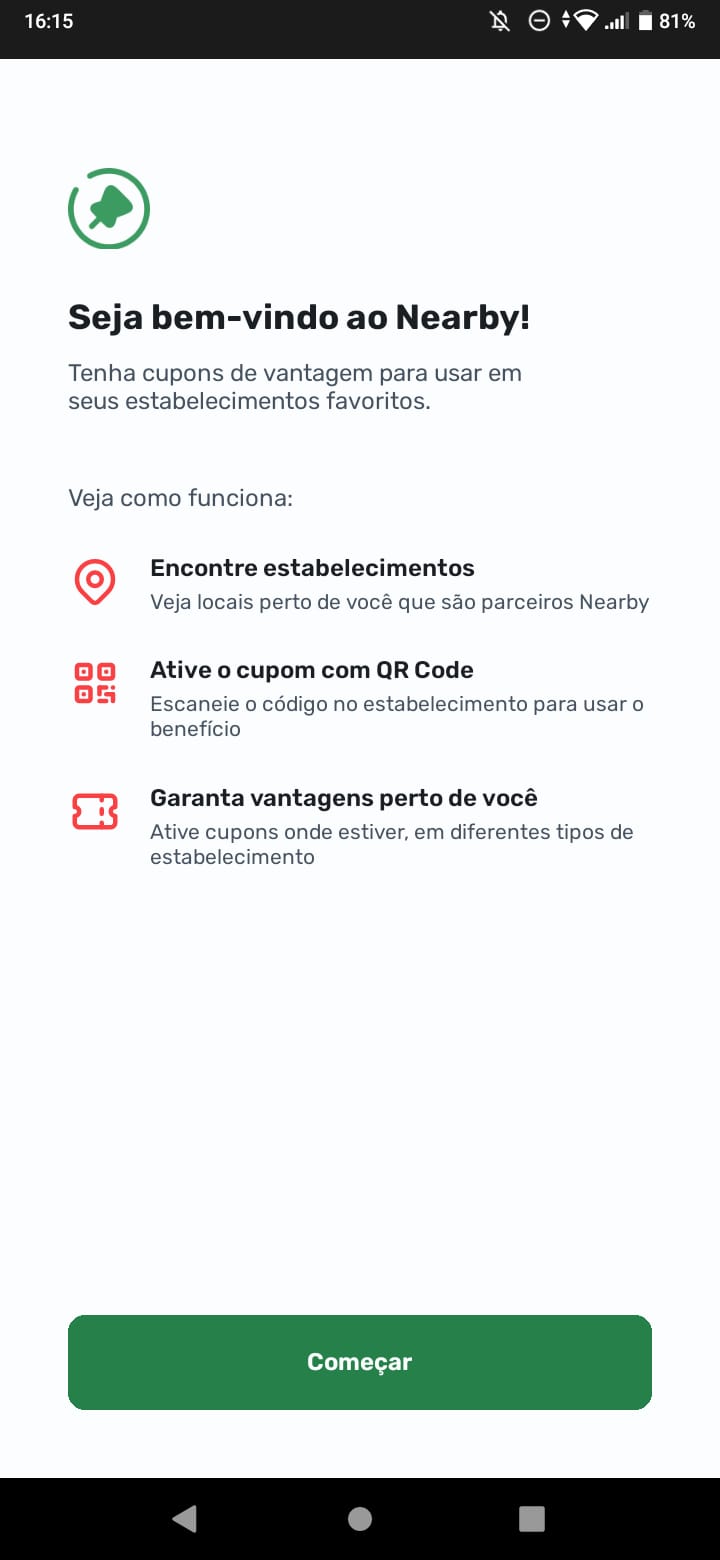 16:15
81%
Seja bem-vindo ao Nearby!
Tenha cupons de vantagem para usar em
seus estabelecimentos favoritos.
Veja como funciona:
Encontre estabelecimentos
Veja locais perto de você que são parceiros Nearby
Ative o cupom com QR Code
Escaneie o código no estabelecimento para usar o
benefício
Garanta vantagens perto de você
Ative cupons onde estiver, em diferentes tipos de
estabelecimento
Começar